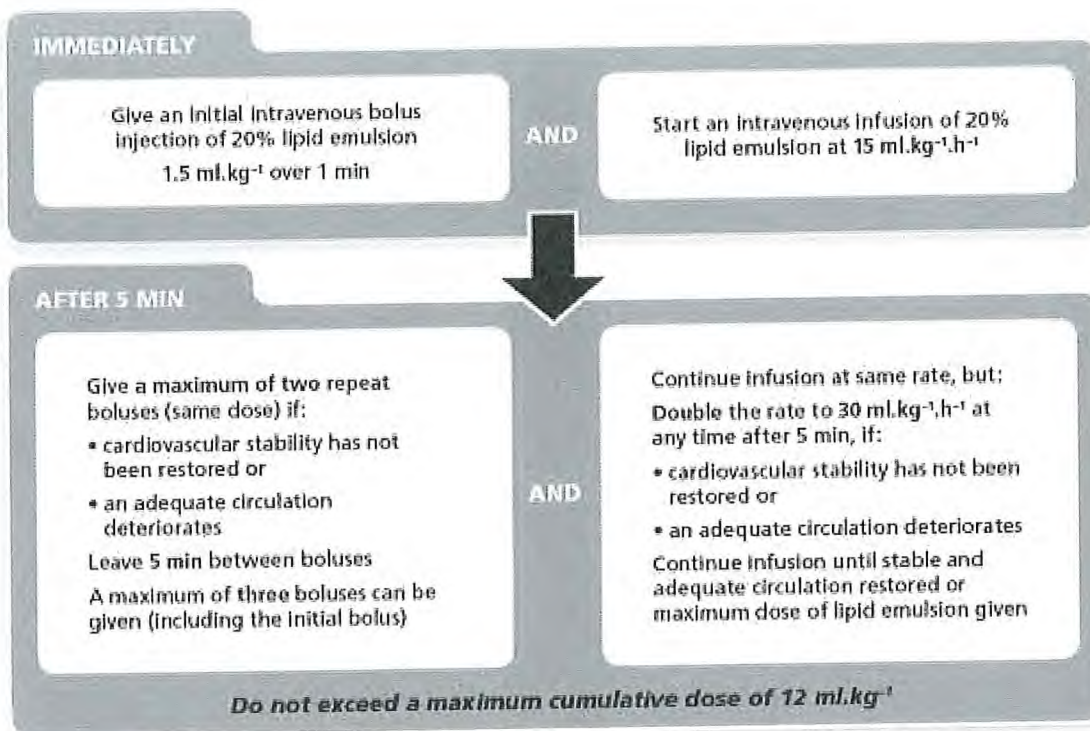 IMMEDIATELY
Give an initial intravenous bolus
injection of 20% lipid emulsion
1.5 ml.kg⁻¹ over 1 min
AND
Start an intravenous infusion of 20%
lipid emulsion at 15 ml.kg⁻¹.h⁻¹
AFTER 5 MIN
Give a maximum of two repeat
boluses (same dose) if:
• cardiovascular stability has not
been restored or
• an adequate circulation
deteriorates
Leave 5 min between boluses
A maximum of three boluses can be
given (including the initial bolus)
AND
Continue infusion at same rate, but:
Double the rate to 30 ml.kg⁻¹.h⁻¹ at
any time after 5 min, if:
• cardiovascular stability has not been
restored or
• an adequate circulation deteriorates
Continue infusion until stable and
adequate circulation restored or
maximum dose of lipid emulsion given
Do not exceed a maximum cumulative dose of 12 ml.kg⁻¹